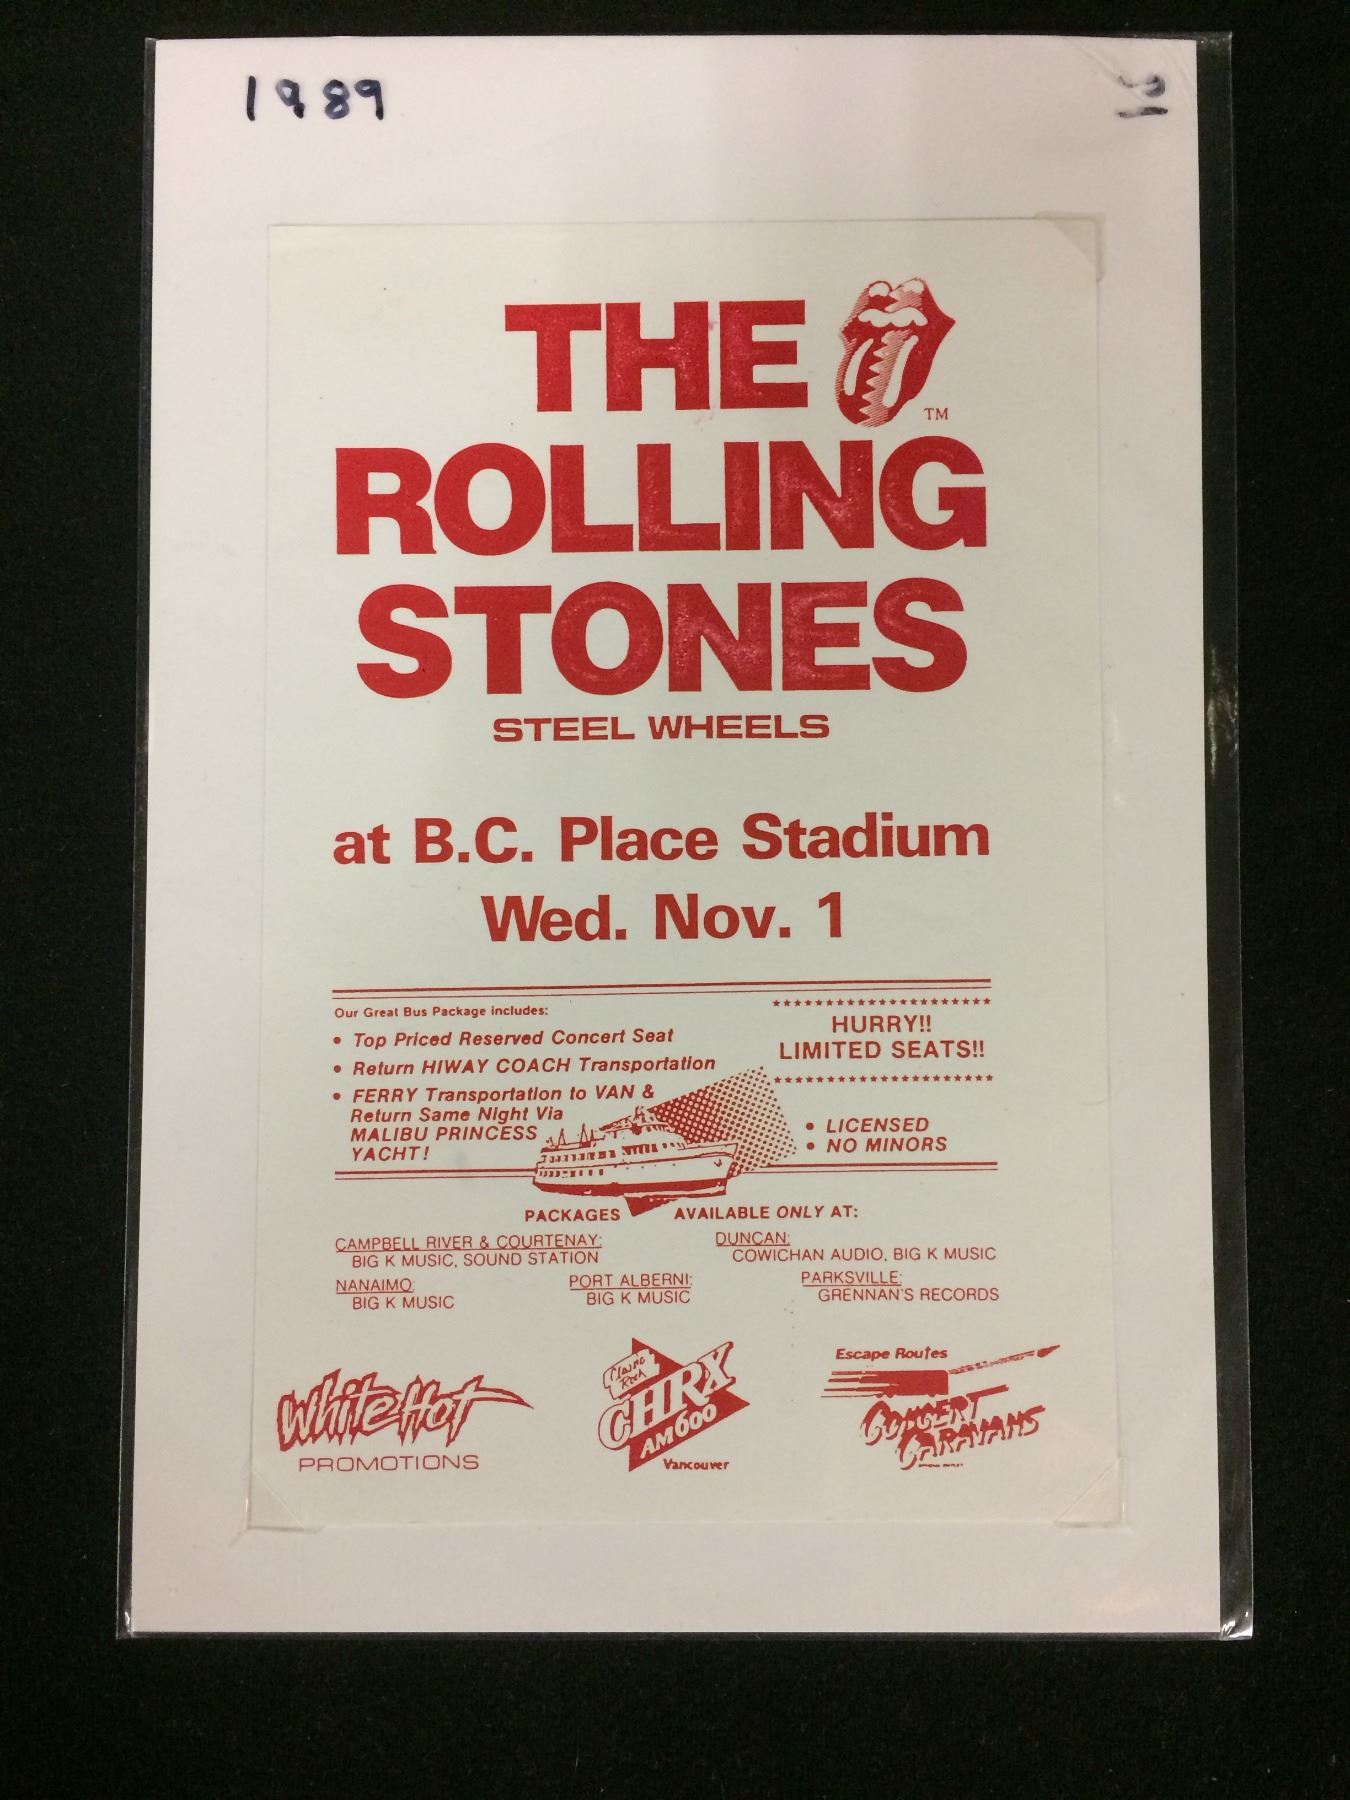 1989
THE
TM
ROLLING
STONES
STEEL WHEELS
at B.C. Place Stadium
Wed. Nov. 1
Our Great Bus Package includes:
• Top Priced Reserved Concert Seat
• Return HIWAY COACH Transportation
• FERRY Transportation to VAN &
Return Same Night Via
MALIBU PRINCESS
YACHT!
HURRY!!
LIMITED SEATS!!
• LICENSED
• NO MINORS
PACKAGES AVAILABLE ONLY AT:
CAMPBELL RIVER & COURTENAY:
BIG K MUSIC, SOUND STATION
DUNCAN:
COWICHAN AUDIO, BIG K MUSIC
NANAIMO:
BIG K MUSIC
PORT ALBERNI:
BIG K MUSIC
PARKSVILLE:
GRENNAN'S RECORDS
White Hot
PROMOTIONS
Classic
Rock
CHRX
AM600
Vancouver
Escape Routes
CONCERT
CARAVANS